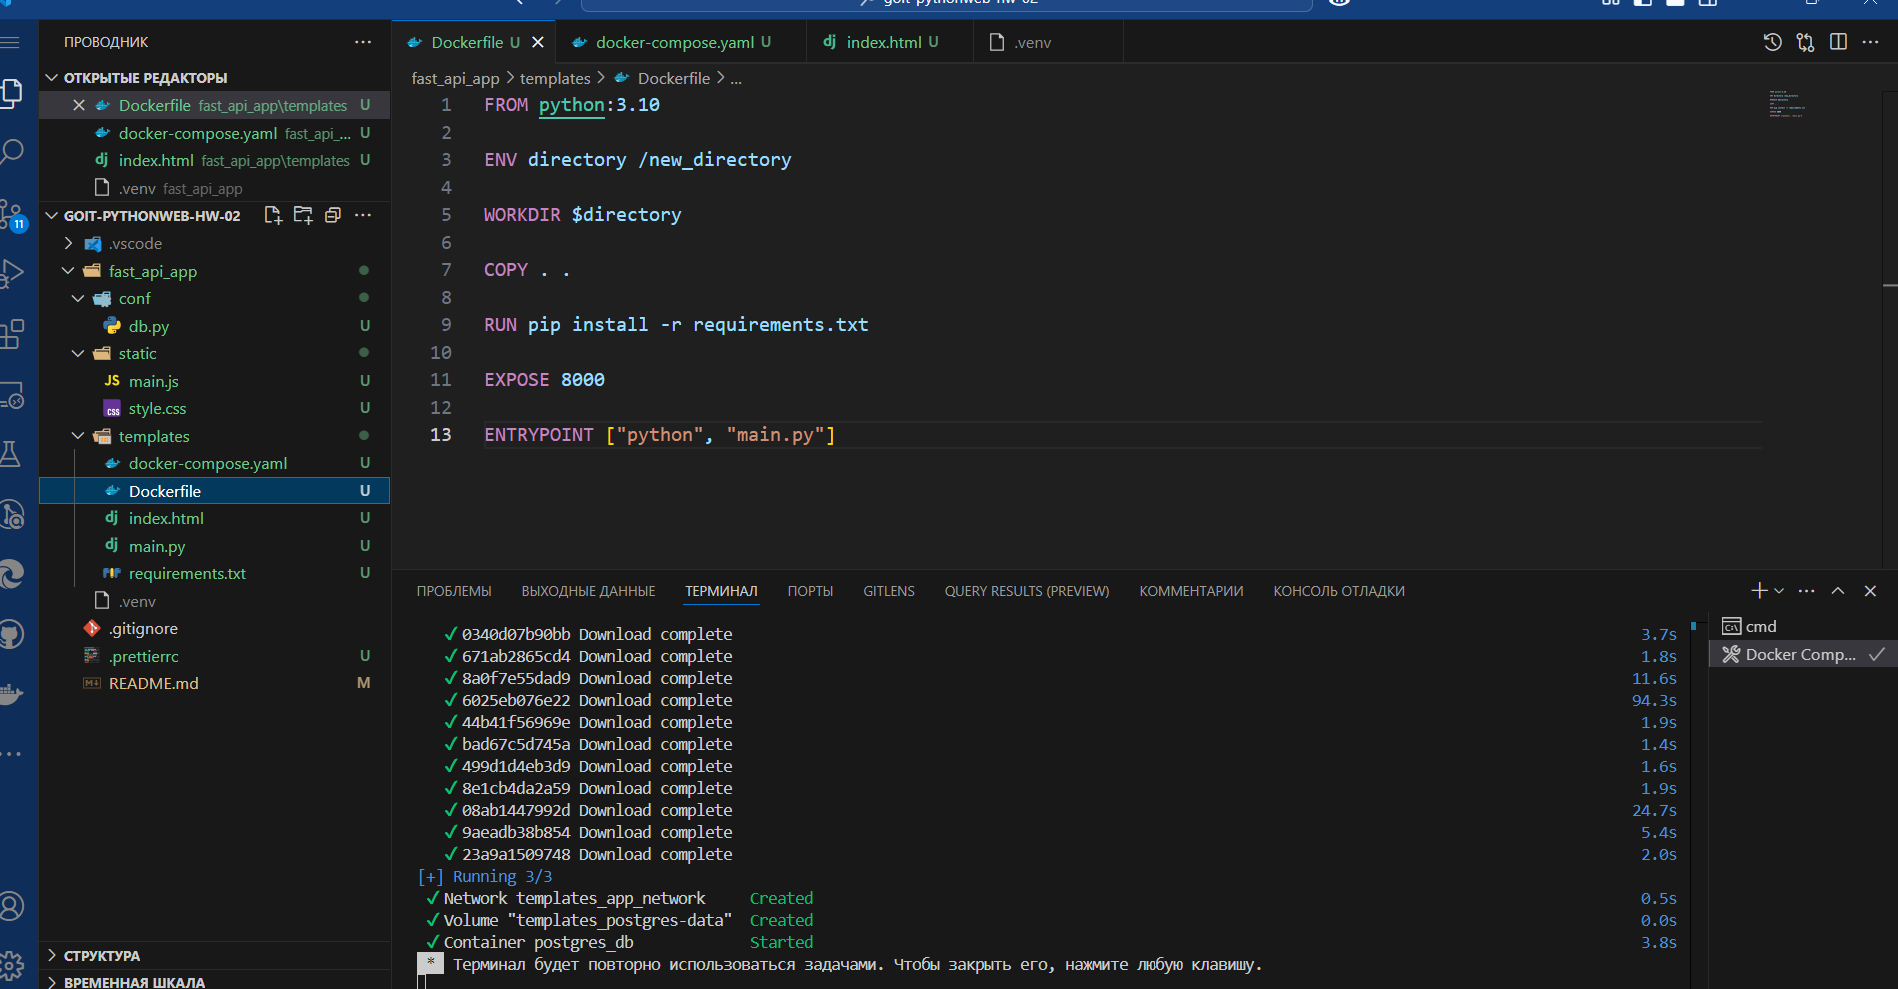 goit-pythonweb-hw-02
ПРОВОДНИК
ОТКРЫТЫЕ РЕДАКТОРЫ
Dockerfile fast_api_app\templates U
docker-compose.yaml fast_api_... U
index.html fast_api_app\templates U
.venv fast_api_app
GOIT-PYTHONWEB-HW-02
11
.vscode
fast_api_app
conf
db.py U
static
JS main.js U
css style.css U
templates
docker-compose.yaml U
Dockerfile U
dj index.html U
dj main.py U
requirements.txt U
.venv
.gitignore
.prettierrc U
README.md M
СТРУКТУРА
ВРЕМЕННАЯ ШКАЛА
Dockerfile U
docker-compose.yaml U
dj index.html U
.venv
fast_api_app > templates > Dockerfile > ...
1 FROM python:3.10
2
3 ENV directory /new_directory
4
5 WORKDIR $directory
6
7 COPY . .
8
9 RUN pip install -r requirements.txt
10
11 EXPOSE 8000
12
13 ENTRYPOINT ["python", "main.py"]
ПРОБЛЕМЫ ВЫХОДНЫЕ ДАННЫЕ ТЕРМИНАЛ ПОРТЫ GITLENS QUERY RESULTS (PREVIEW) КОММЕНТАРИИ КОНСОЛЬ ОТЛАДКИ
✓ 0340d07b90bb Download complete 3.7s
✓ 671ab2865cd4 Download complete 1.8s
✓ 8a0f7e55dad9 Download complete 11.6s
✓ 6025eb076e22 Download complete 94.3s
✓ 44b41f56969e Download complete 1.9s
✓ bad67c5d745a Download complete 1.4s
✓ 499d1d4eb3d9 Download complete 1.6s
✓ 8e1cb4da2a59 Download complete 1.9s
✓ 08ab1447992d Download complete 24.7s
✓ 9aeadb38b854 Download complete 5.4s
✓ 23a9a1509748 Download complete 2.0s
[+] Running 3/3
✓ Network templates_app_network Created 0.5s
✓ Volume "templates_postgres-data" Created 0.0s
✓ Container postgres_db Started 3.8s
* Терминал будет повторно использоваться задачами. Чтобы закрыть его, нажмите любую клавишу.
cmd
Docker Comp...